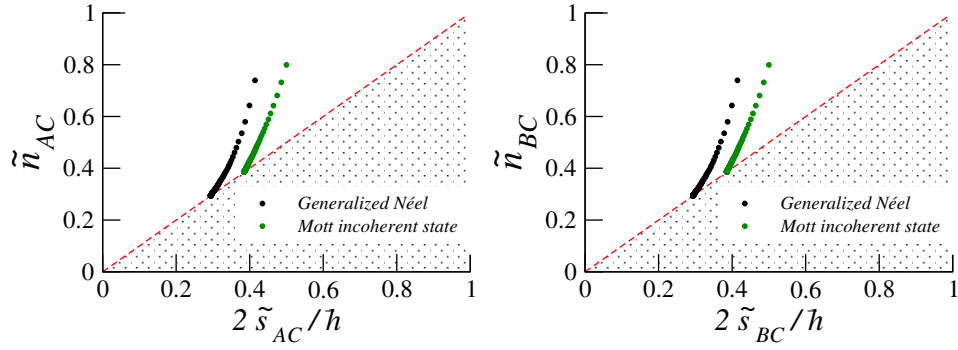 1
0.8
0.6
0.4
0.2
0
ñ_AC
Generalized Néel
Mott incoherent state
0 0.2 0.4 0.6 0.8 1
2 s̃_AC/ħ
1
0.8
0.6
0.4
0.2
0
ñ_BC
Generalized Néel
Mott incoherent state
0 0.2 0.4 0.6 0.8 1
2 s̃_BC/ħ